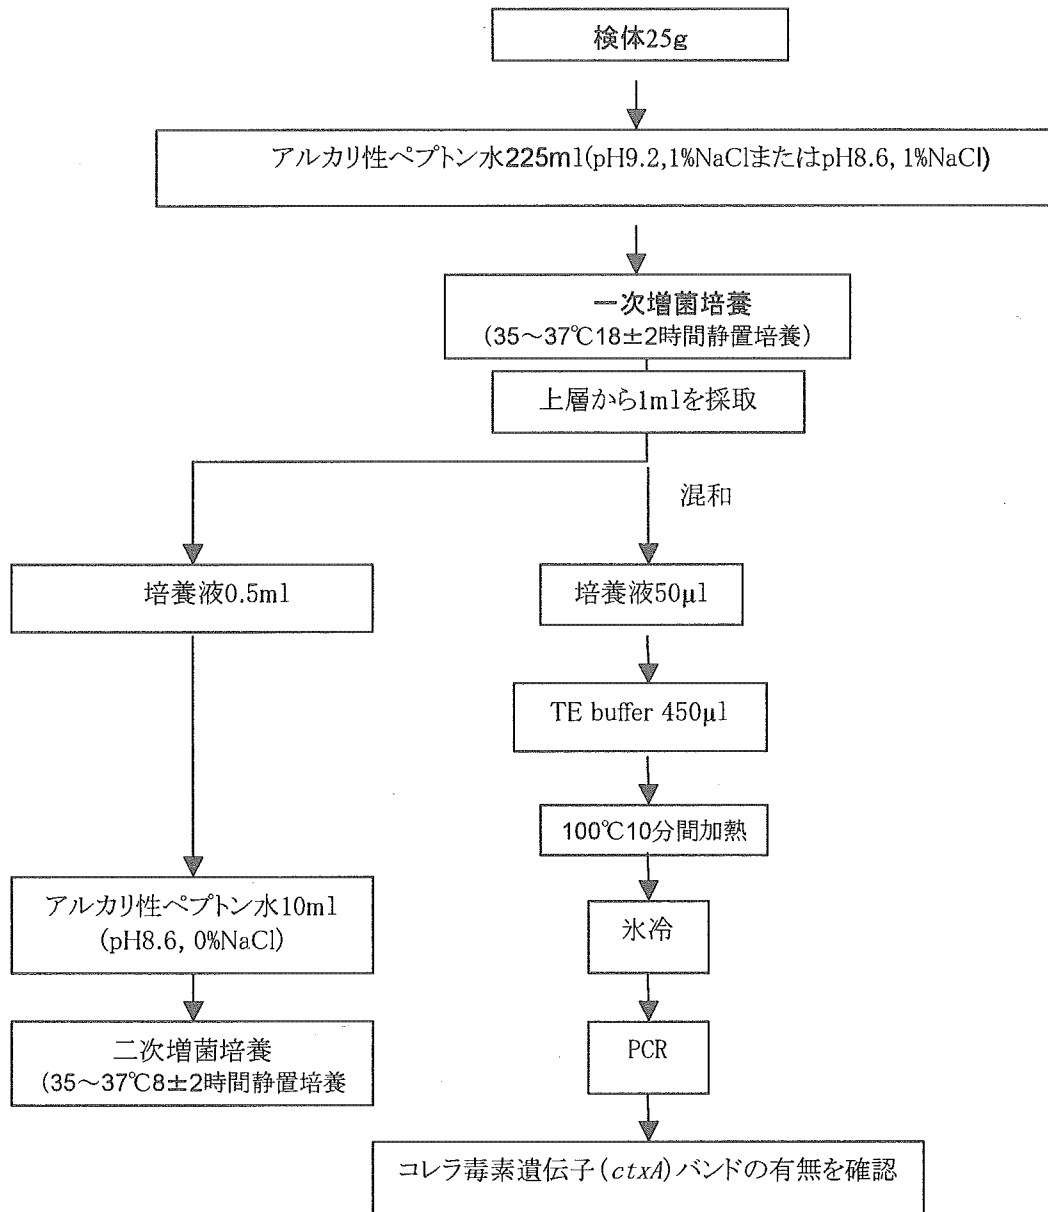 検体25g
アルカリ性ペプトン水225ml(pH9.2,1%NaClまたはpH8.6, 1%NaCl)
一次増菌培養
(35～37℃18±2時間静置培養)
上層から1mlを採取
混和
培養液0.5ml
培養液50μl
TE buffer 450μl
100℃10分間加熱
アルカリ性ペプトン水10ml
(pH8.6, 0%NaCl)
氷冷
二次増菌培養
(35～37℃8±2時間静置培養
PCR
コレラ毒素遺伝子(ctxA)バンドの有無を確認